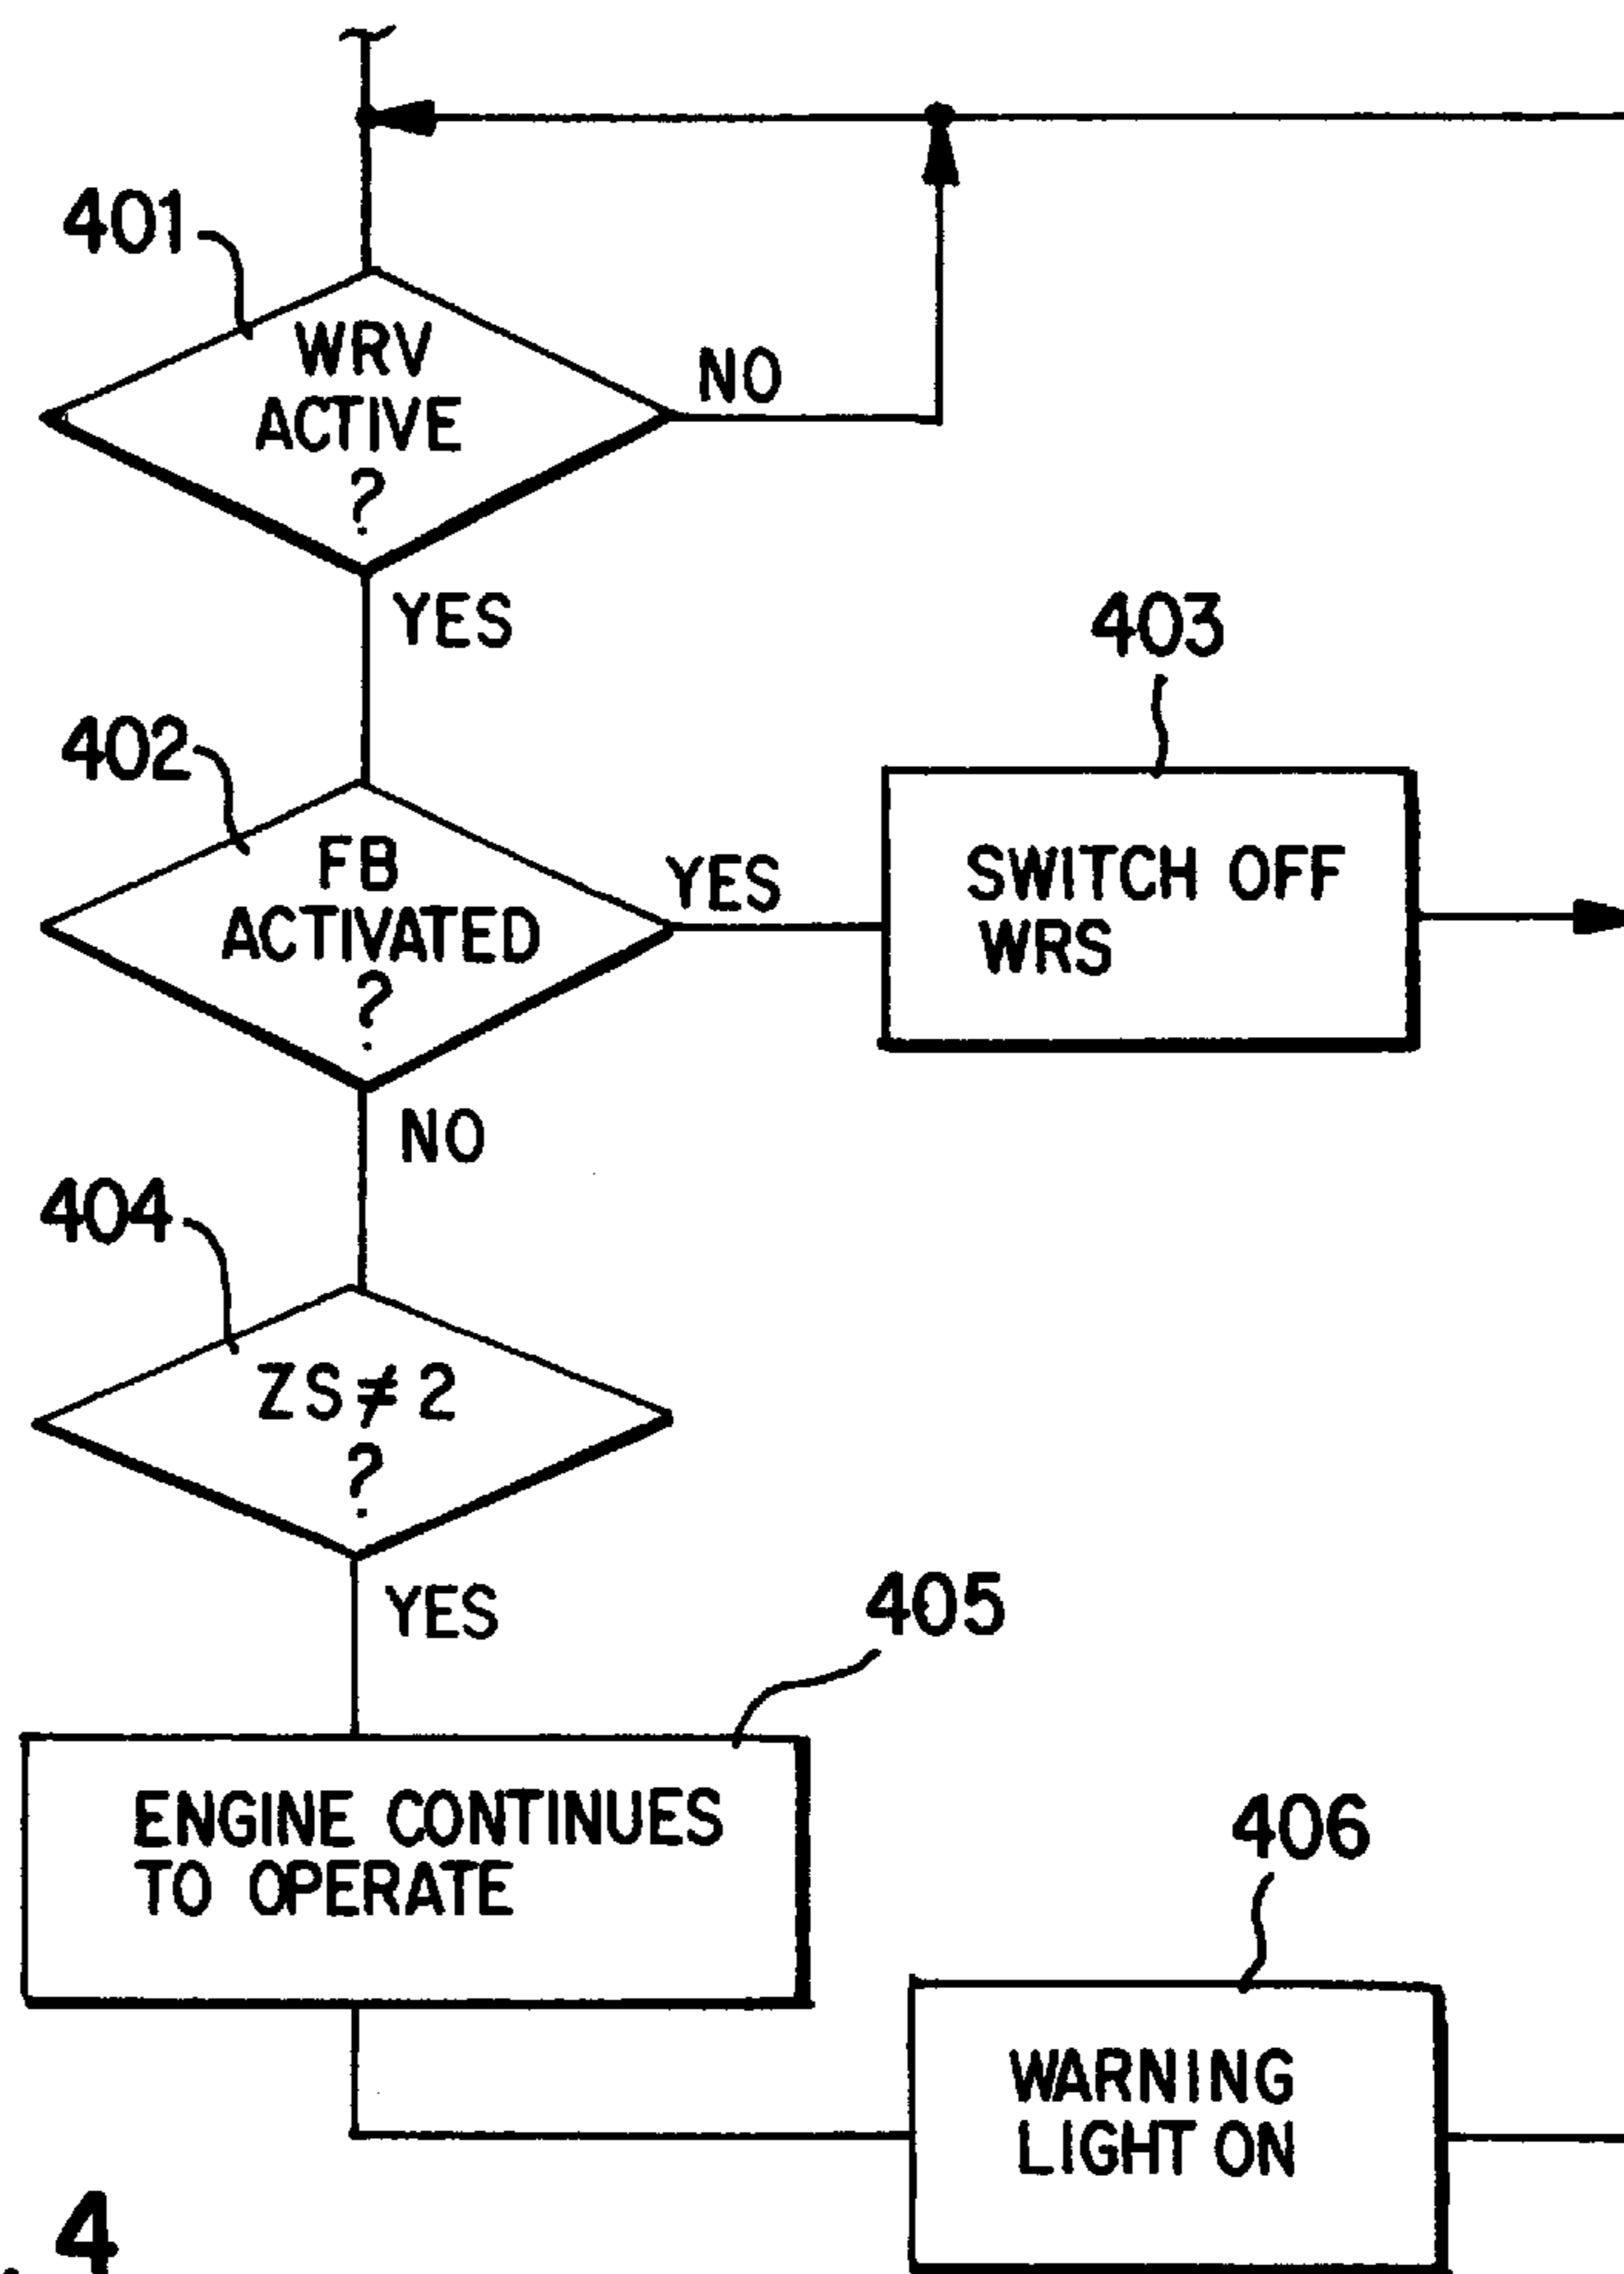 401
WRV
ACTIVE
?
NO
YES
402
FB
ACTIVATED
?
YES
403
SWITCH OFF
WRS
NO
404
ZS≠2
?
YES
405
ENGINE CONTINUES
TO OPERATE
406
WARNING
LIGHT ON
. 4